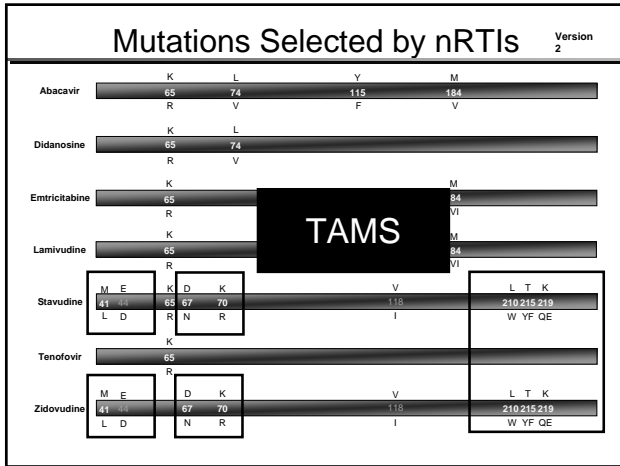 Mutations Selected by nRTIs
Version
2
K L Y M
Abacavir 65 74 115 184
R V F V
K L
Didanosine 65 74
R V
K M
Emtricitabine 65 84
R VI
TAMS
K M
Lamivudine 65 84
R VI
M E K D K V L T K
Stavudine 41 44 65 67 70 118 210 215 219
L D R N R I W YF QE
K
Tenofovir 65
R
M E D K V L T K
Zidovudine 41 44 67 70 118 210 215 219
L D N R I W YF QE